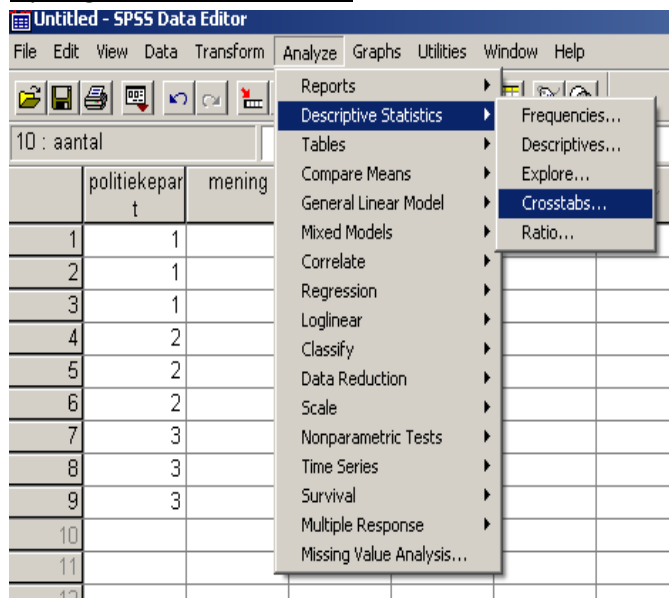 Untitled - SPSS Data Editor
File Edit View Data Transform Analyze Graphs Utilities Window Help
10 : aantal
politiekepar
t
mening
1 1
2 1
3 1
4 2
5 2
6 2
7 3
8 3
9 3
10
11
12
Reports
Descriptive Statistics
Tables
Compare Means
General Linear Model
Mixed Models
Correlate
Regression
Loglinear
Classify
Data Reduction
Scale
Nonparametric Tests
Time Series
Survival
Multiple Response
Missing Value Analysis...
Frequencies...
Descriptives...
Explore...
Crosstabs...
Ratio...